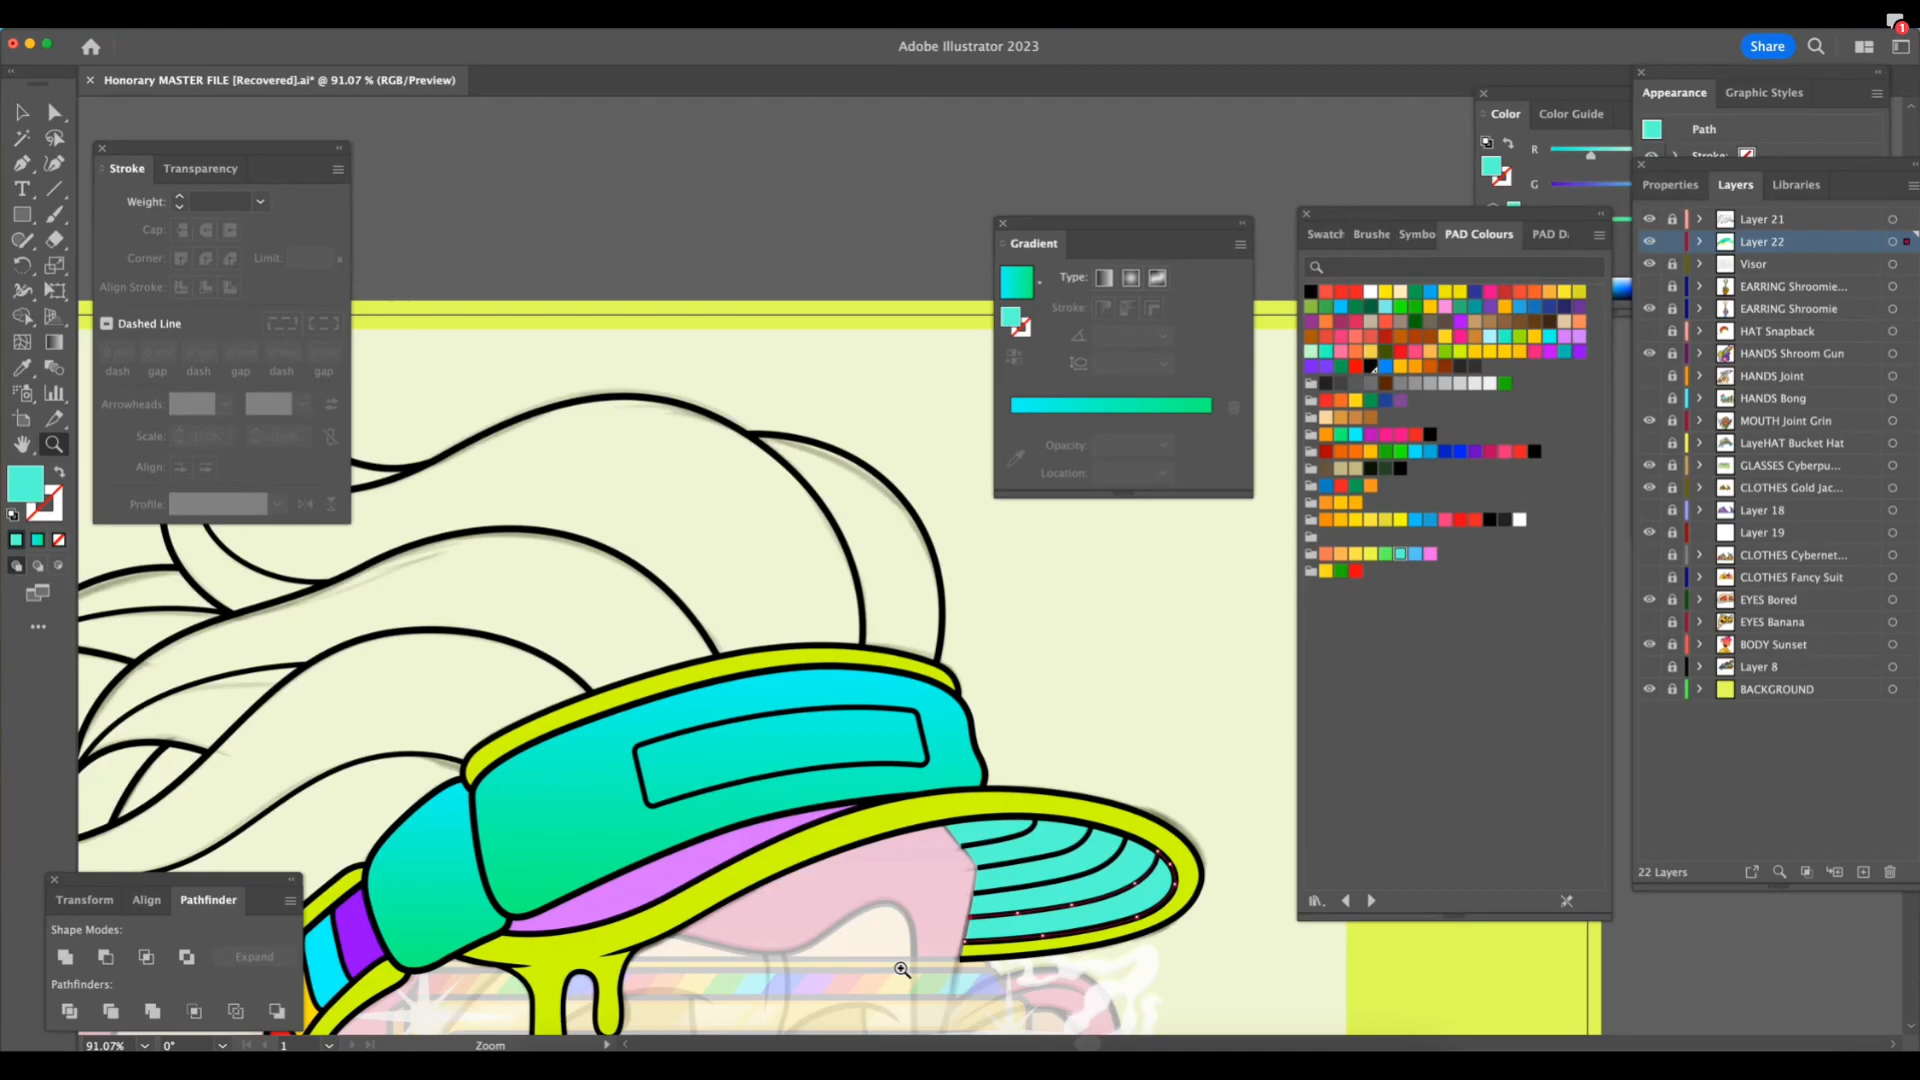 1
Adobe Illustrator 2023
Share
Honorary MASTER FILE [Recovered].ai* @ 91.07 % (RGB/Preview)
Stroke
Transparency
Weight:
Cap:
Corner:
Limit:
x
Align Stroke:
Dashed Line
dash
gap
dash
gap
dash
gap
Arrowheads:
Scale:
100%
100%
Align:
Profile:
Gradient
Type:
Stroke:
Opacity:
Location:
Color
Color Guide
R
G
Swatch
Brushe
Symbo
PAD Colours
PAD D
Appearance
Graphic Styles
Path
Stroke:
Properties
Layers
Libraries
Layer 21
Layer 22
Visor
EARRING Shroomie...
EARRING Shroomie
HAT Snapback
HANDS Shroom Gun
HANDS Joint
HANDS Bong
MOUTH Joint Grin
LayeHAT Bucket Hat
GLASSES Cyberpu...
CLOTHES Gold Jac...
Layer 18
Layer 19
CLOTHES Cybernet...
CLOTHES Fancy Suit
EYES Bored
EYES Banana
BODY Sunset
Layer 8
BACKGROUND
22 Layers
Transform
Align
Pathfinder
Shape Modes:
Expand
Pathfinders:
91.07%
0°
1
Zoom